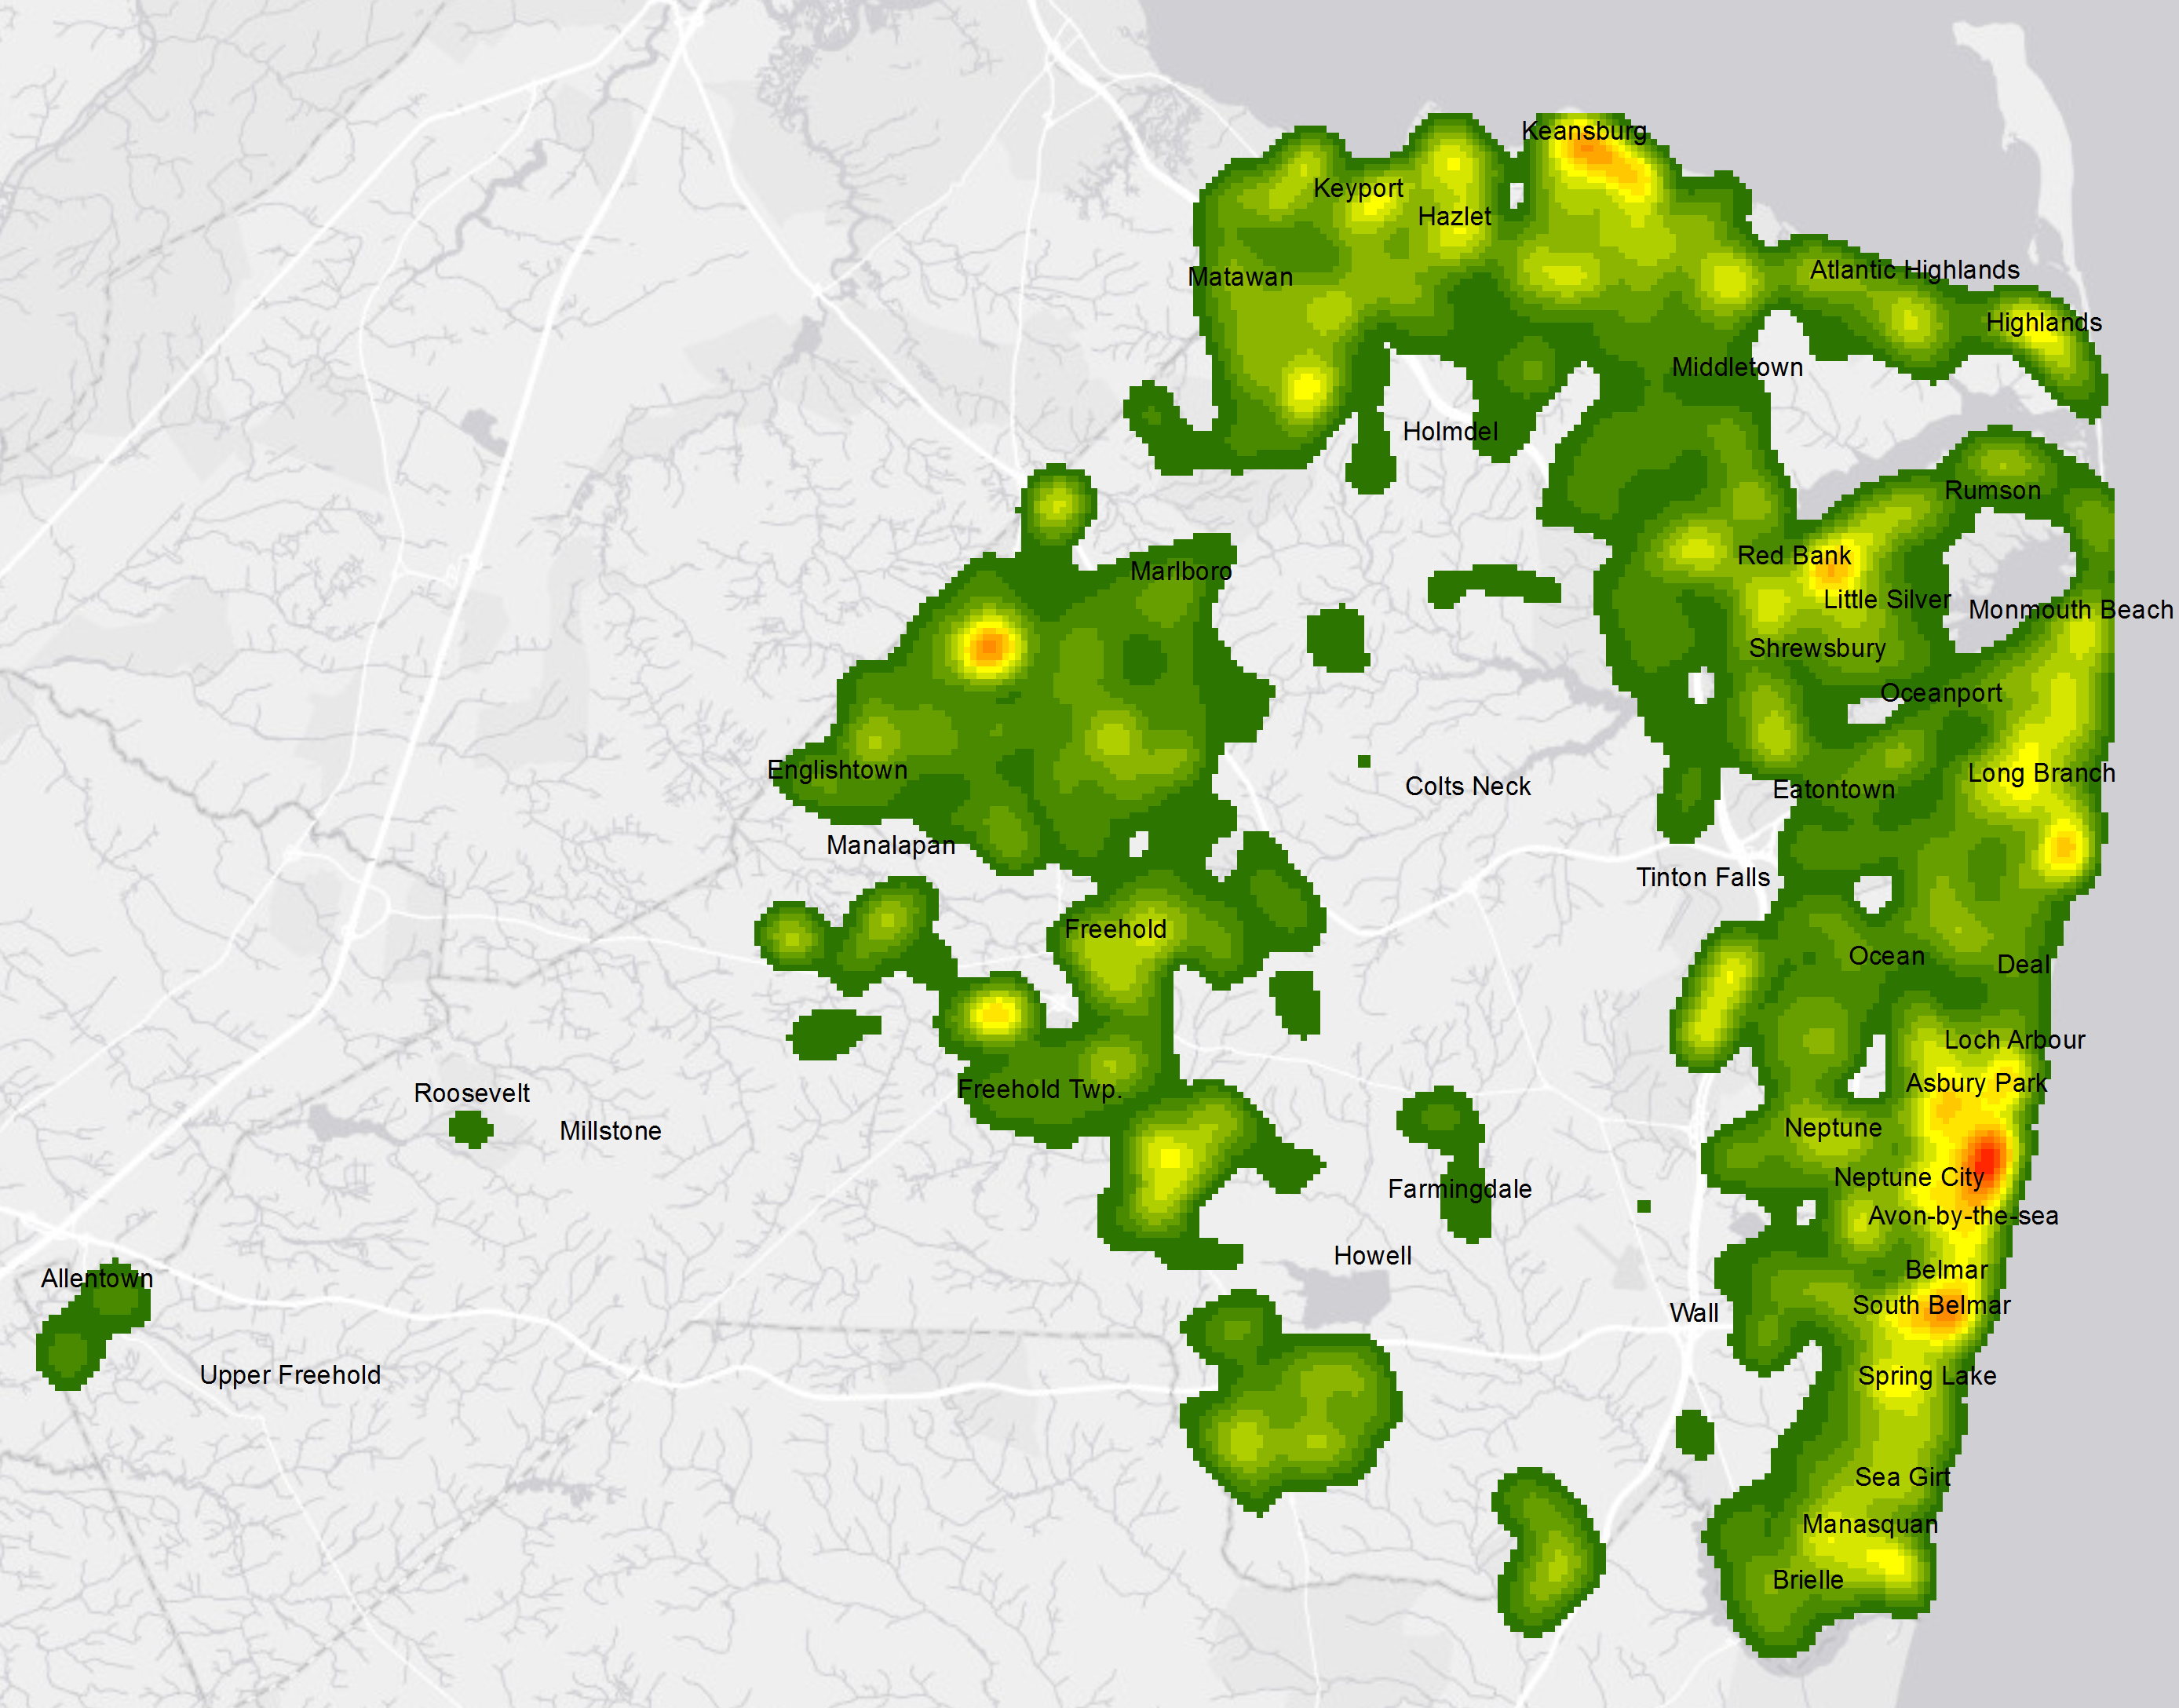 Keansburg
Keyport
Hazlet
Matawan
Atlantic Highlands
Highlands
Middletown
Holmdel
Rumson
Red Bank
Marlboro
Little Silver
Monmouth Beach
Shrewsbury
Oceanport
Englishtown
Long Branch
Colts Neck
Eatontown
Manalapan
Tinton Falls
Freehold
Ocean
Deal
Loch Arbour
Asbury Park
Freehold Twp.
Roosevelt
Neptune
Millstone
Neptune City
Farmingdale
Avon-by-the-sea
Howell
Belmar
Allentown
South Belmar
Wall
Upper Freehold
Spring Lake
Sea Girt
Manasquan
Brielle